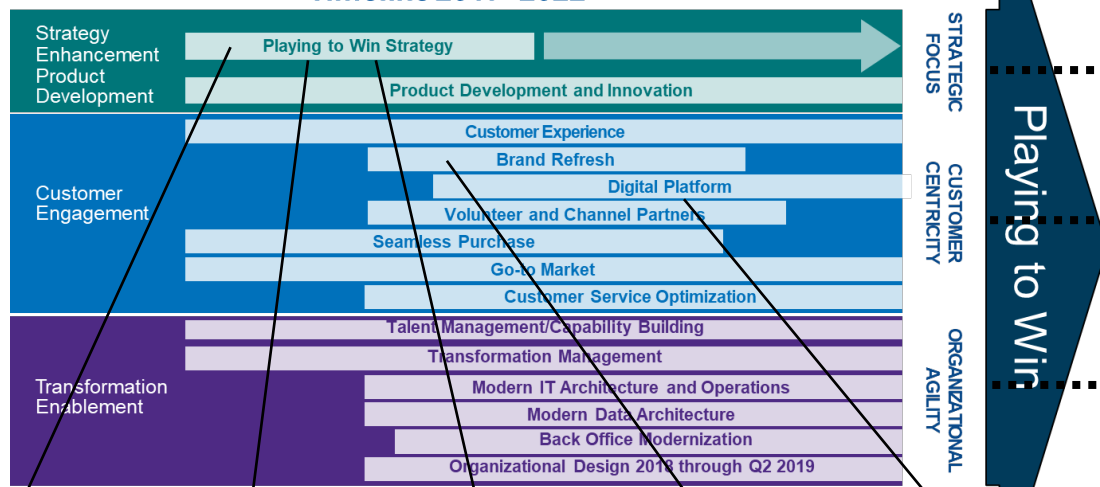 Strategy
Enhancement
Product
Development
Playing to Win Strategy
Product Development and Innovation
Customer
Engagement
Customer Experience
Brand Refresh
Digital Platform
Volunteer and Channel Partners
Seamless Purchase
Go-to Market
Customer Service Optimization
Transformation
Enablement
Talent Management/Capability Building
Transformation Management
Modern IT Architecture and Operations
Modern Data Architecture
Back Office Modernization
Organizational Design 2018 through Q2 2019
STRATEGIC
FOCUS
CUSTOMER
CENTRICITY
ORGANIZATIONAL
AGILITY
Playing to Win